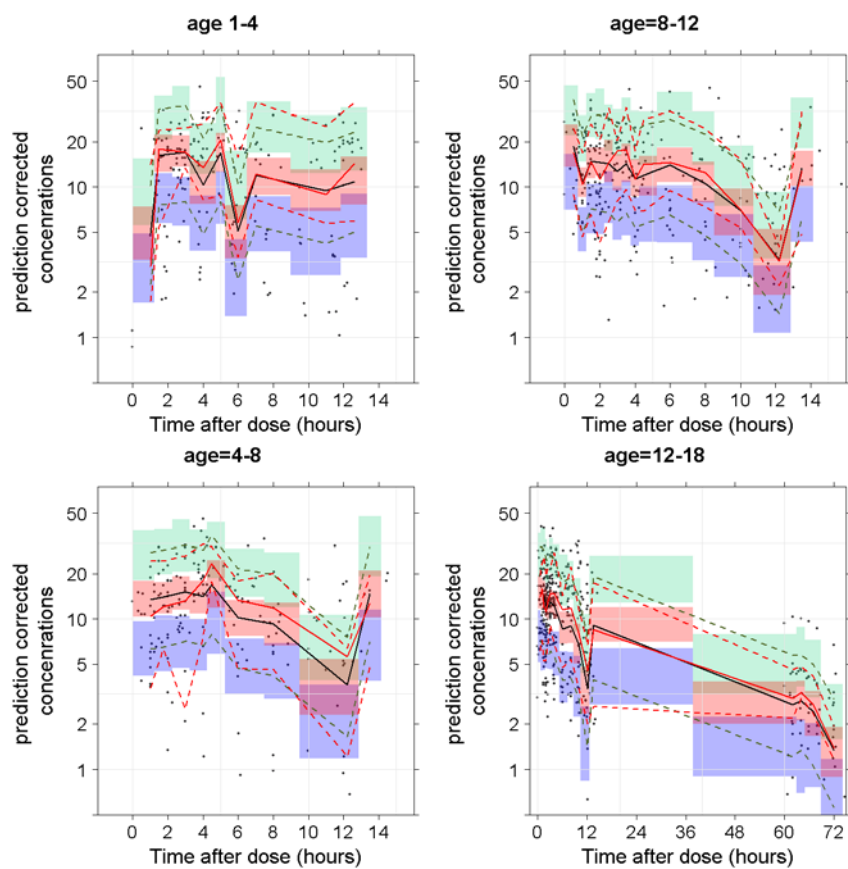 age 1-4
50
20
10
5
2
1
prediction corrected
concenrations
0 2 4 6 8 10 12 14
Time after dose (hours)
age=8-12
50
20
10
5
2
1
prediction corrected
concenrations
0 2 4 6 8 10 12 14
Time after dose (hours)
age=4-8
50
20
10
5
2
1
prediction corrected
concenrations
0 2 4 6 8 10 12 14
Time after dose (hours)
age=12-18
50
20
10
5
2
1
prediction corrected
concenrations
0 12 24 36 48 60 72
Time after dose (hours)